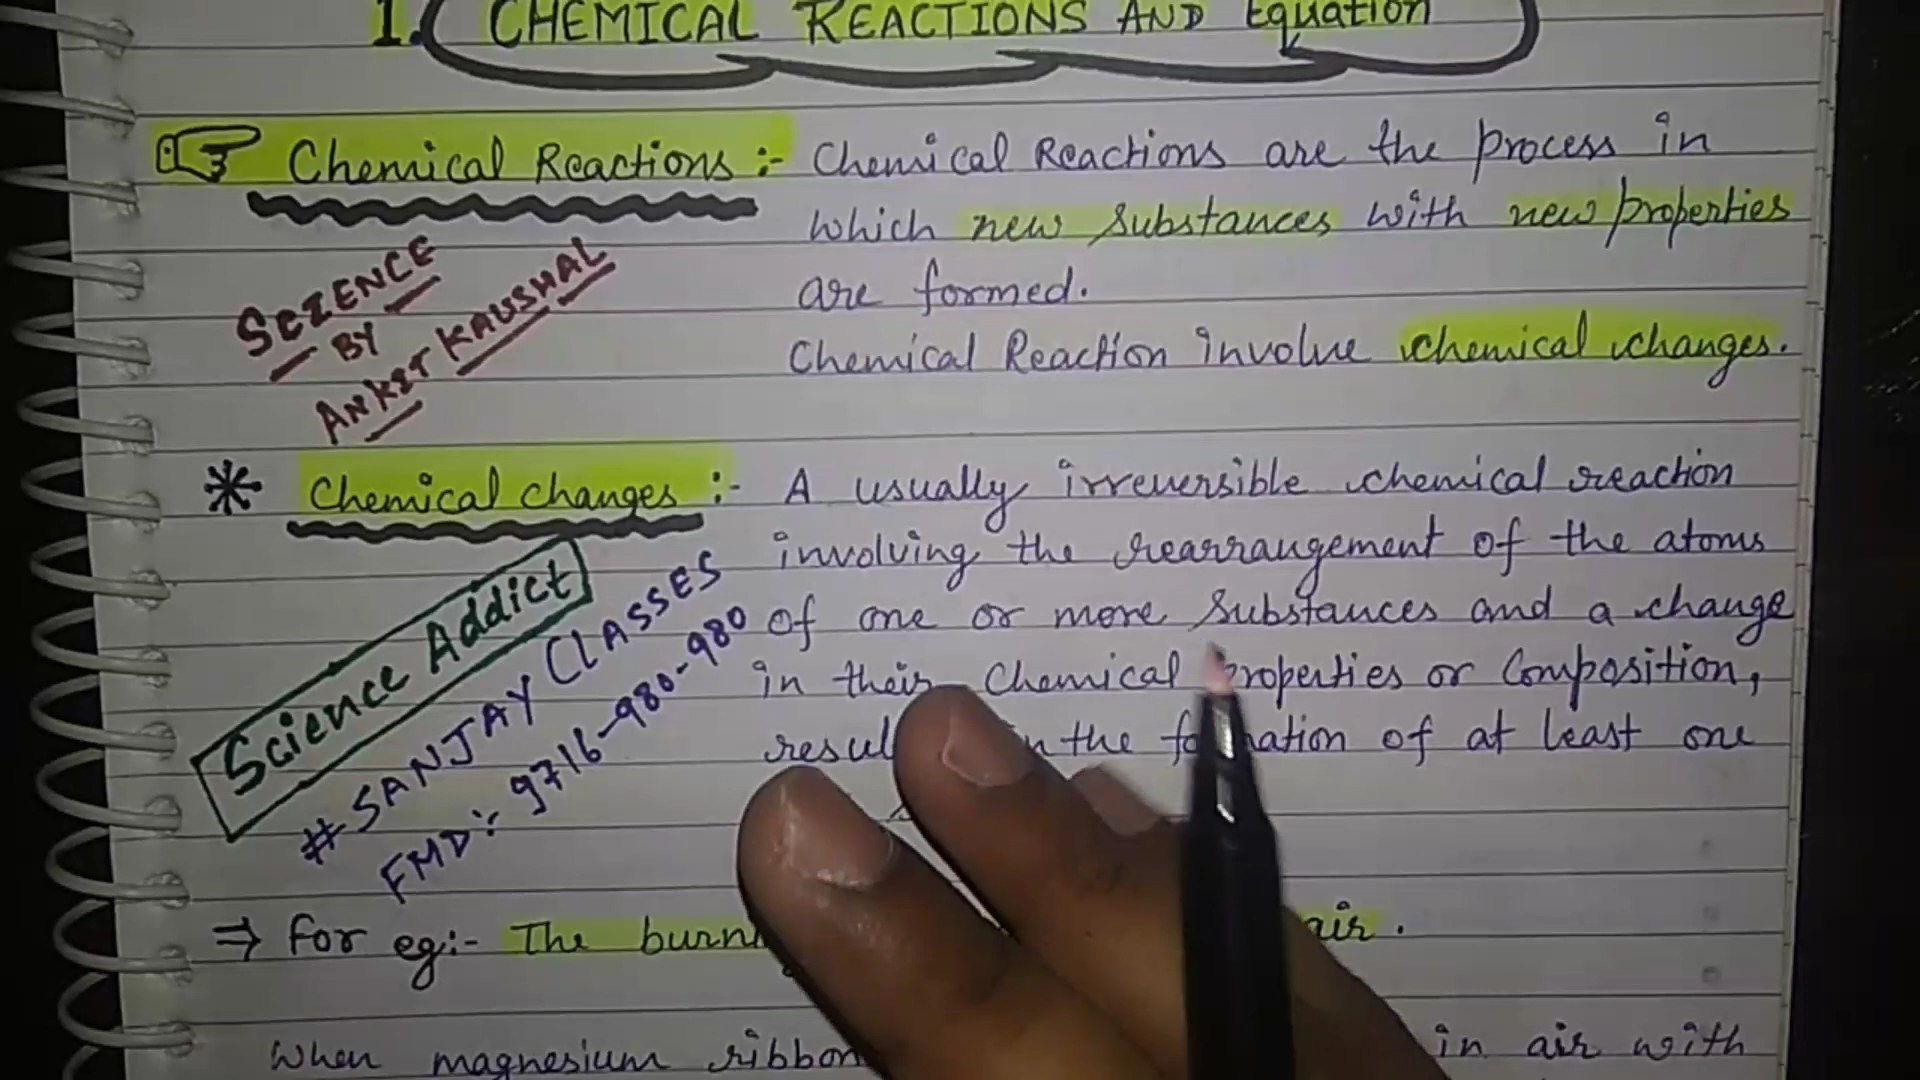 1. CHEMICAL REACTIONS AND Equation
Chemical Reactions :- Chemical Reactions are the process in
which new substances with new properties
are formed.
Chemical Reaction involve chemical changes.
SCIENCE
BY
ANKIT KAUSHAL
* Chemical changes :- A usually irreversible chemical reaction
involving the rearrangement of the atoms
of one or more substances and a change
in their Chemical properties or Composition,
in the formation of at least one
Science Addict
# SANJAY CLASSES
FMD:- 9716-980-980
⇒ for eg:- The air.
When magnesium ribbon in air with